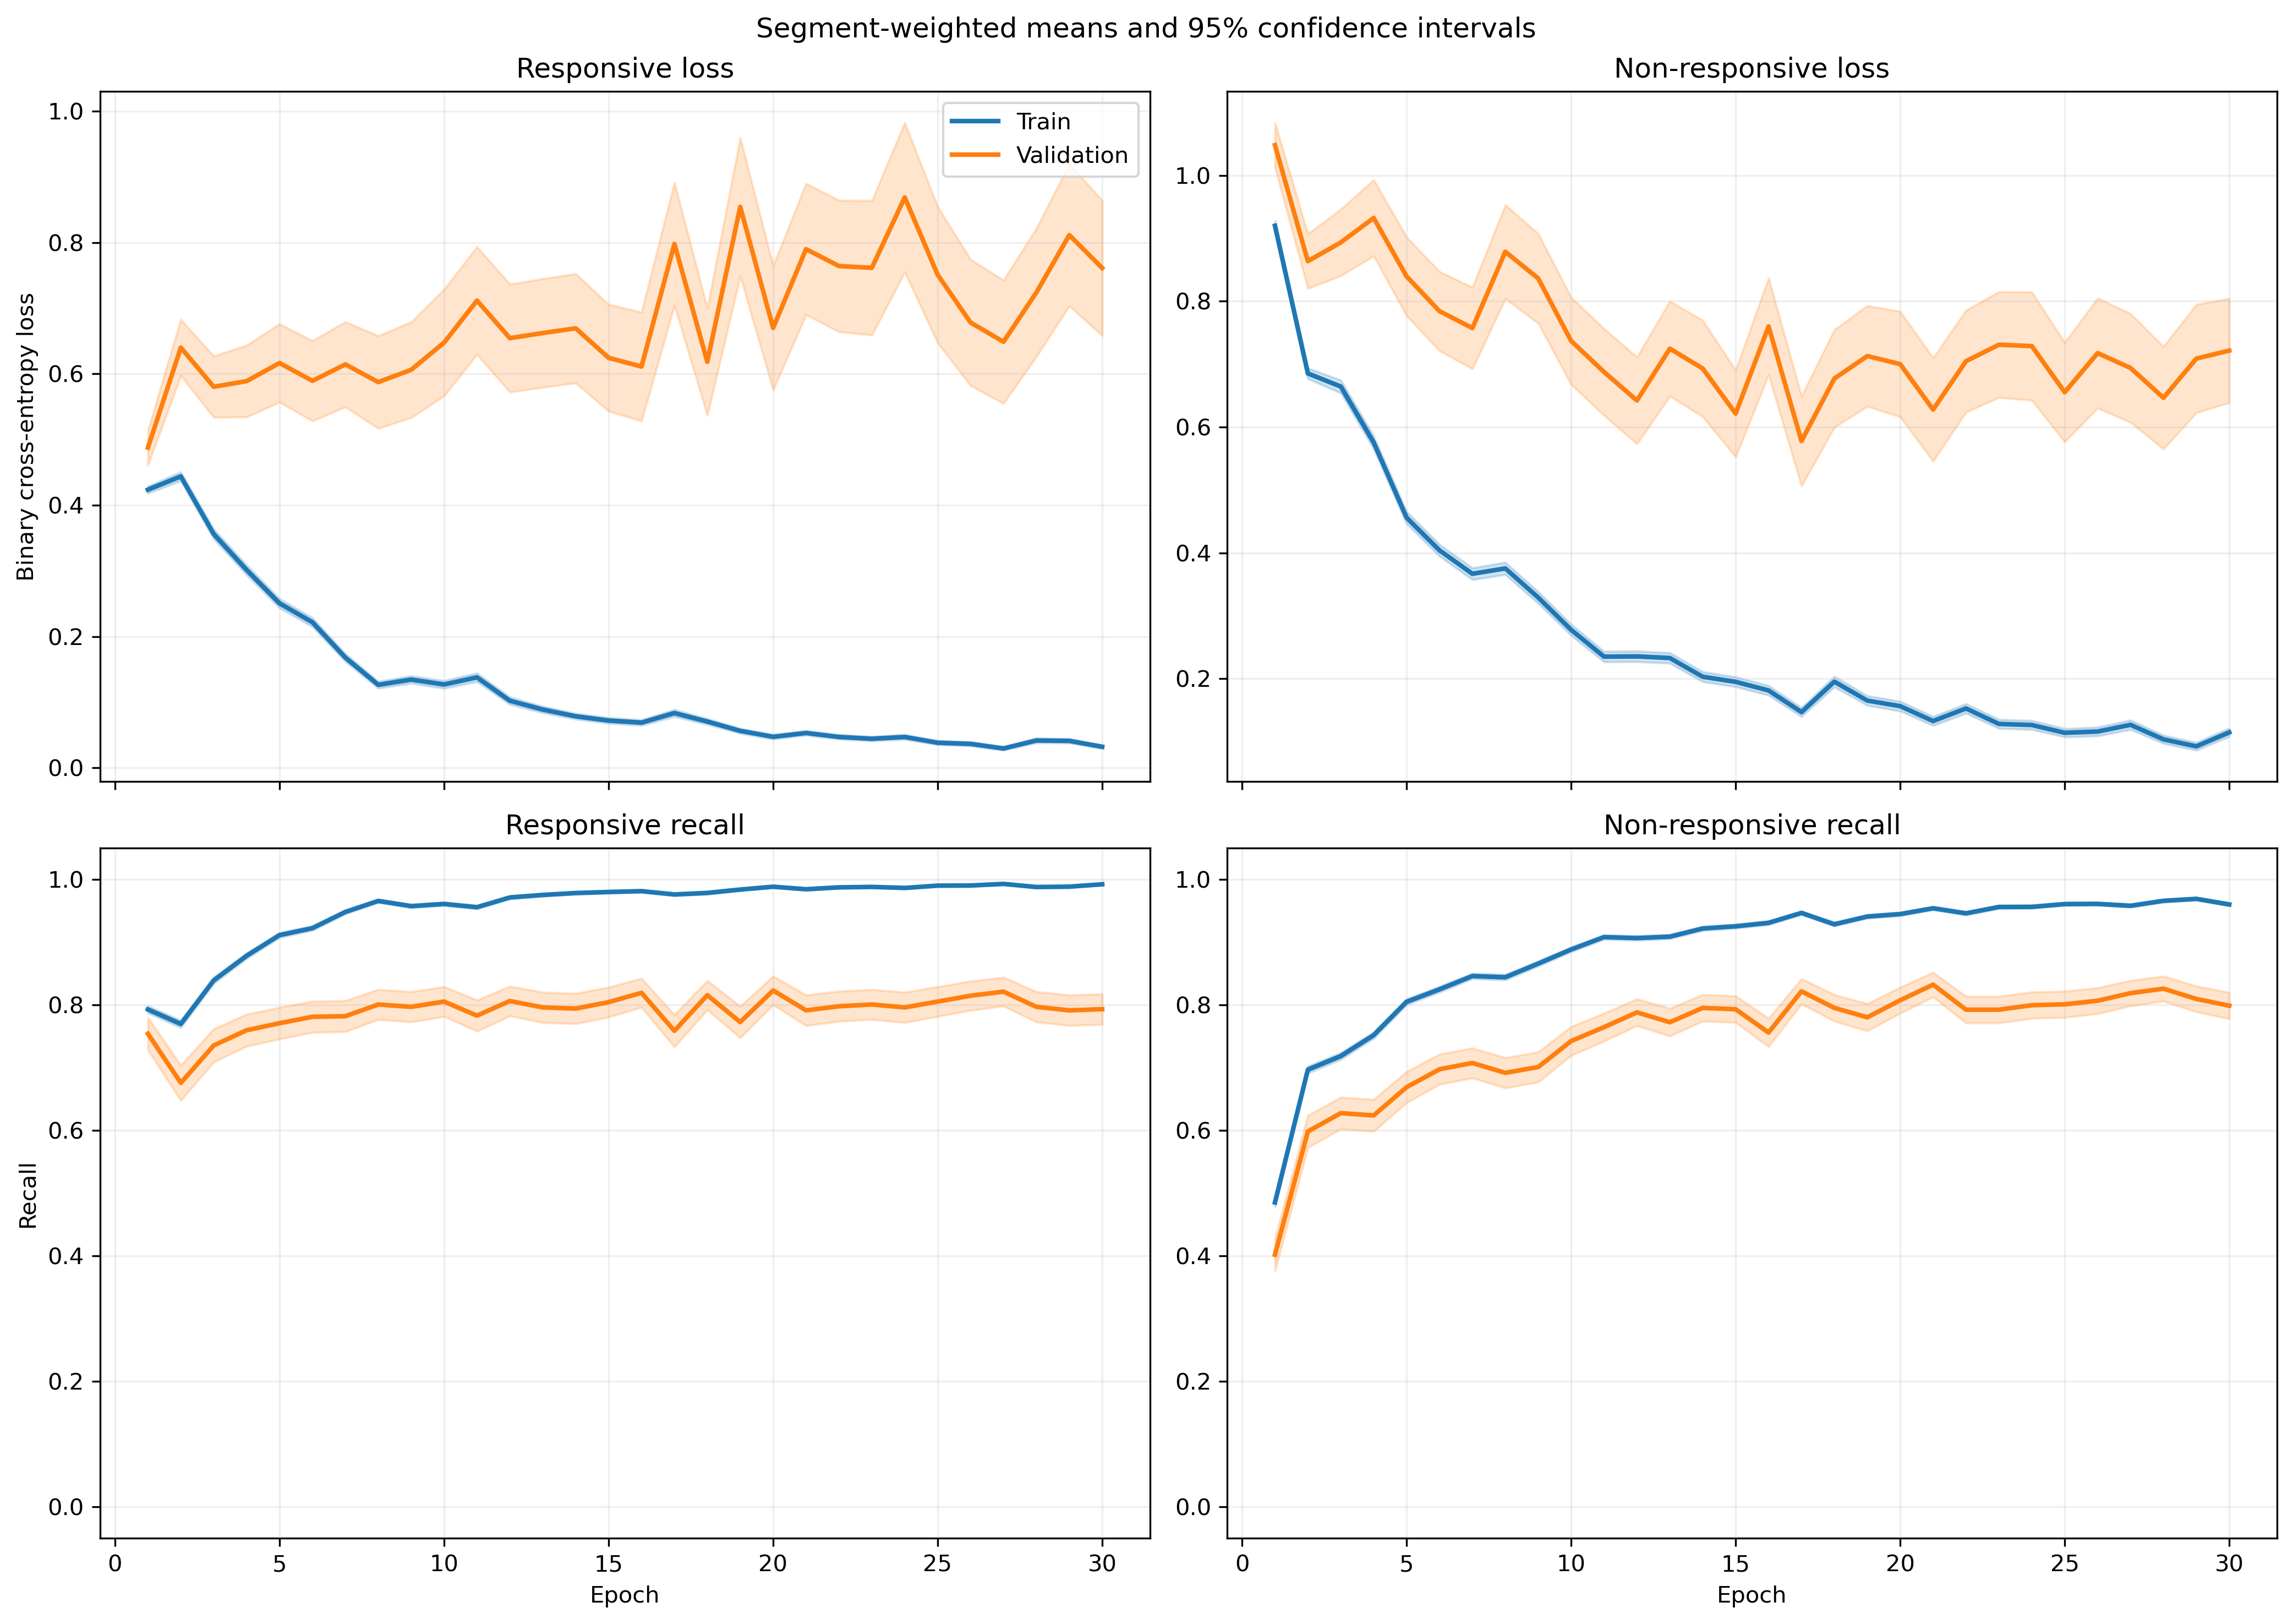 Segment-weighted means and 95% confidence intervals
Responsive loss
Non-responsive loss
Binary cross-entropy loss
1.0
0.8
0.6
0.4
0.2
0.0
Train
Validation
1.0
0.8
0.6
0.4
0.2
Responsive recall
Non-responsive recall
Recall
1.0
0.8
0.6
0.4
0.2
0.0
0 5 10 15 20 25 30
Epoch
1.0
0.8
0.6
0.4
0.2
0.0
0 5 10 15 20 25 30
Epoch